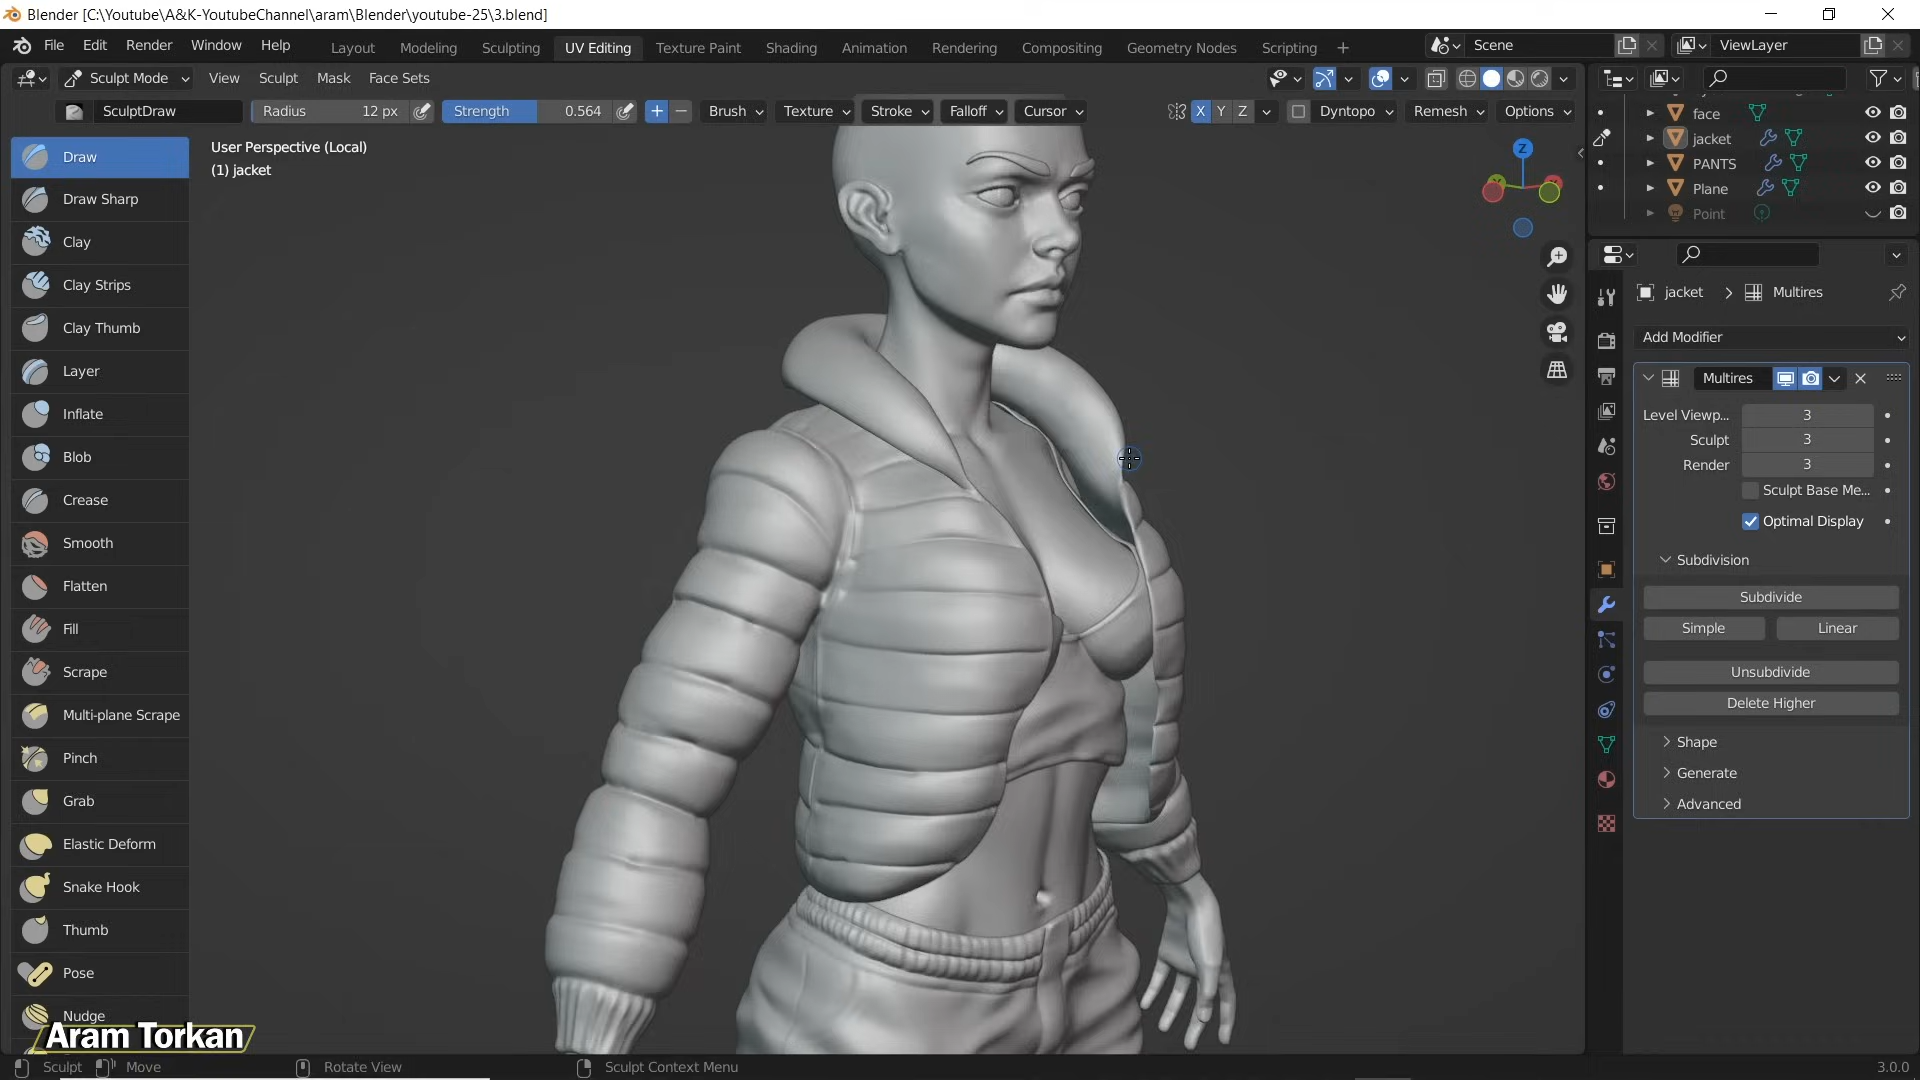 Blender [C:\Youtube\A&K-YoutubeChannel\aram\Blender\youtube-25\3.blend]
File Edit Render Window Help Layout Modeling Sculpting UV Editing Texture Paint Shading Animation Rendering Compositing Geometry Nodes Scripting + Scene ViewLayer
Sculpt Mode View Sculpt Mask Face Sets
SculptDraw Radius 12 px Strength 0.564 + − Brush Texture Stroke Falloff Cursor X Y Z Dyntopo Remesh Options
User Perspective (Local)
(1) jacket
Z
Draw
Draw Sharp
Clay
Clay Strips
Clay Thumb
Layer
Inflate
Blob
Crease
Smooth
Flatten
Fill
Scrape
Multi-plane Scrape
Pinch
Grab
Elastic Deform
Snake Hook
Thumb
Pose
Nudge
Aram Torkan
face
jacket
PANTS
Plane
Point
jacket > Multires
Add Modifier
Multires
Level Viewp... 3
Sculpt 3
Render 3
Sculpt Base Me...
Optimal Display
Subdivision
Subdivide
Simple Linear
Unsubdivide
Delete Higher
Shape
Generate
Advanced
Sculpt Move Rotate View Sculpt Context Menu 3.0.0